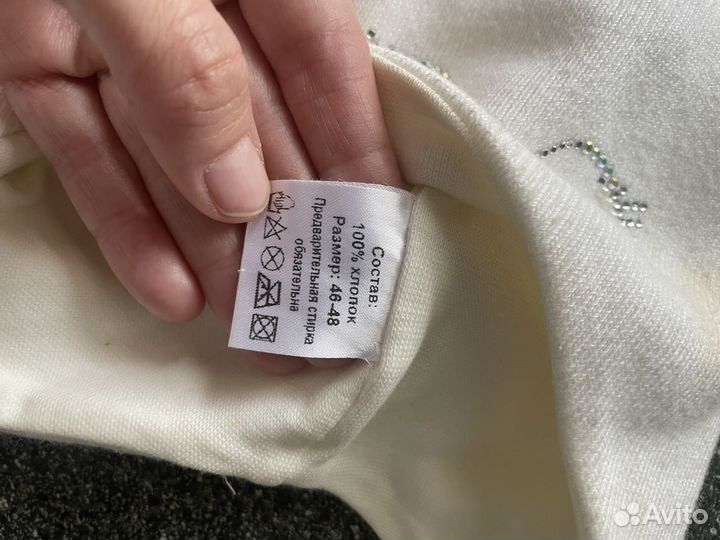 Состав:
100% хлопок
Размер: 46-48
Предварительная стирка
обязательна
Avito